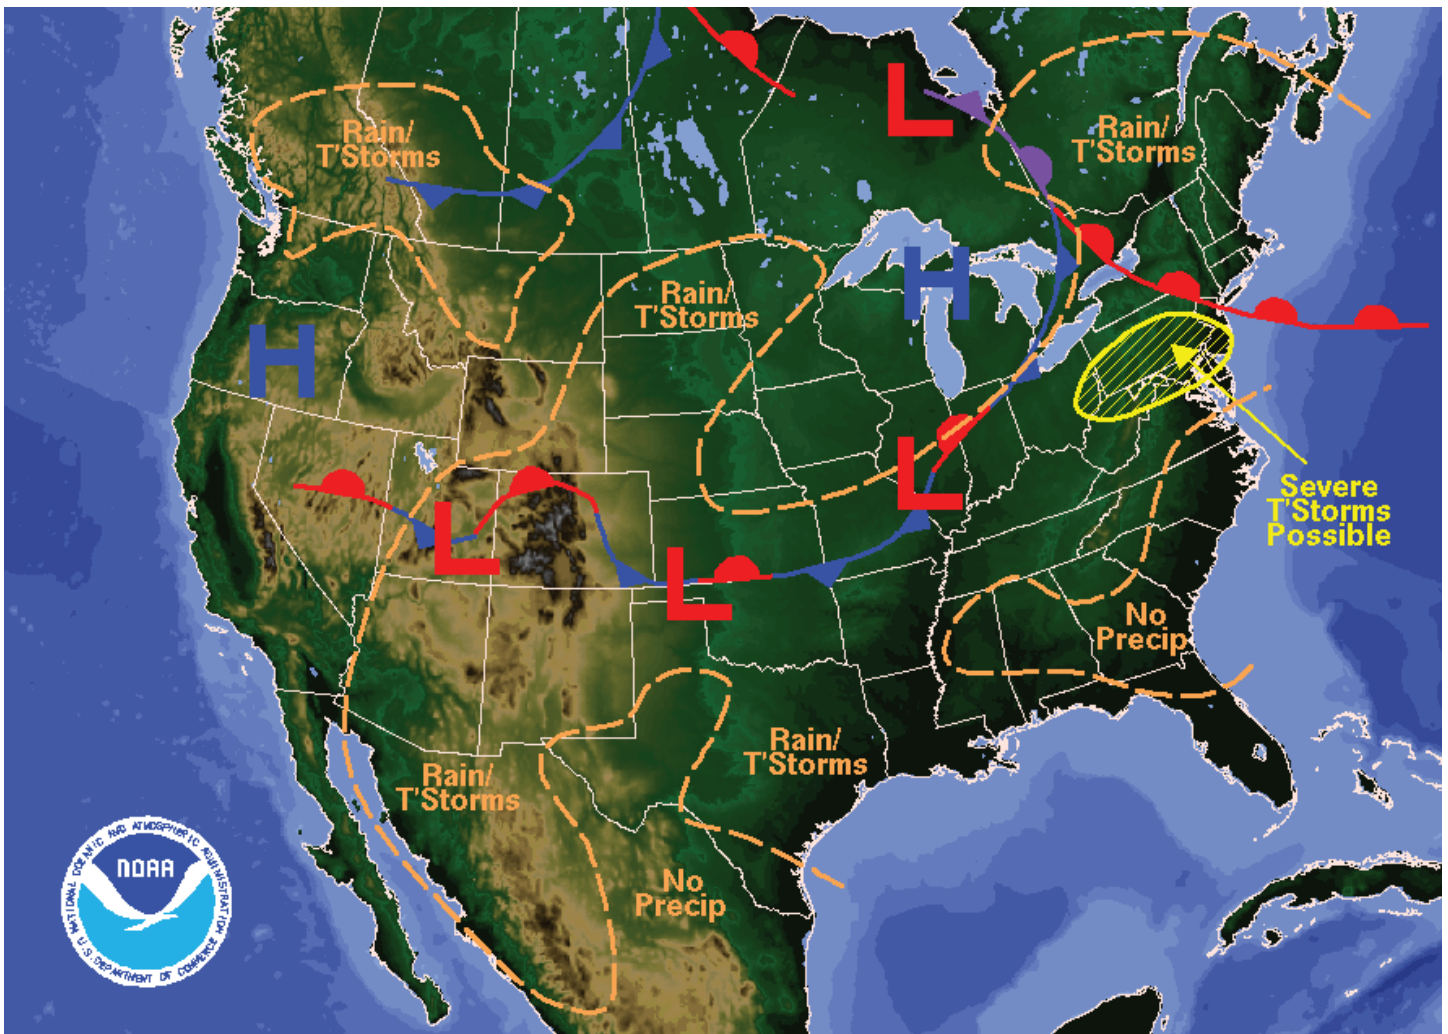 L
Rain/
T'Storms
Rain/
T'Storms
H
Rain/
T'Storms
H
L
Severe
T'Storms
Possible
L
L
No
Precip
Rain/
T'Storms
Rain/
T'Storms
No
Precip
NATIONAL OCEANIC AND ATMOSPHERIC ADMINISTRATION
NOAA
U.S. DEPARTMENT OF COMMERCE